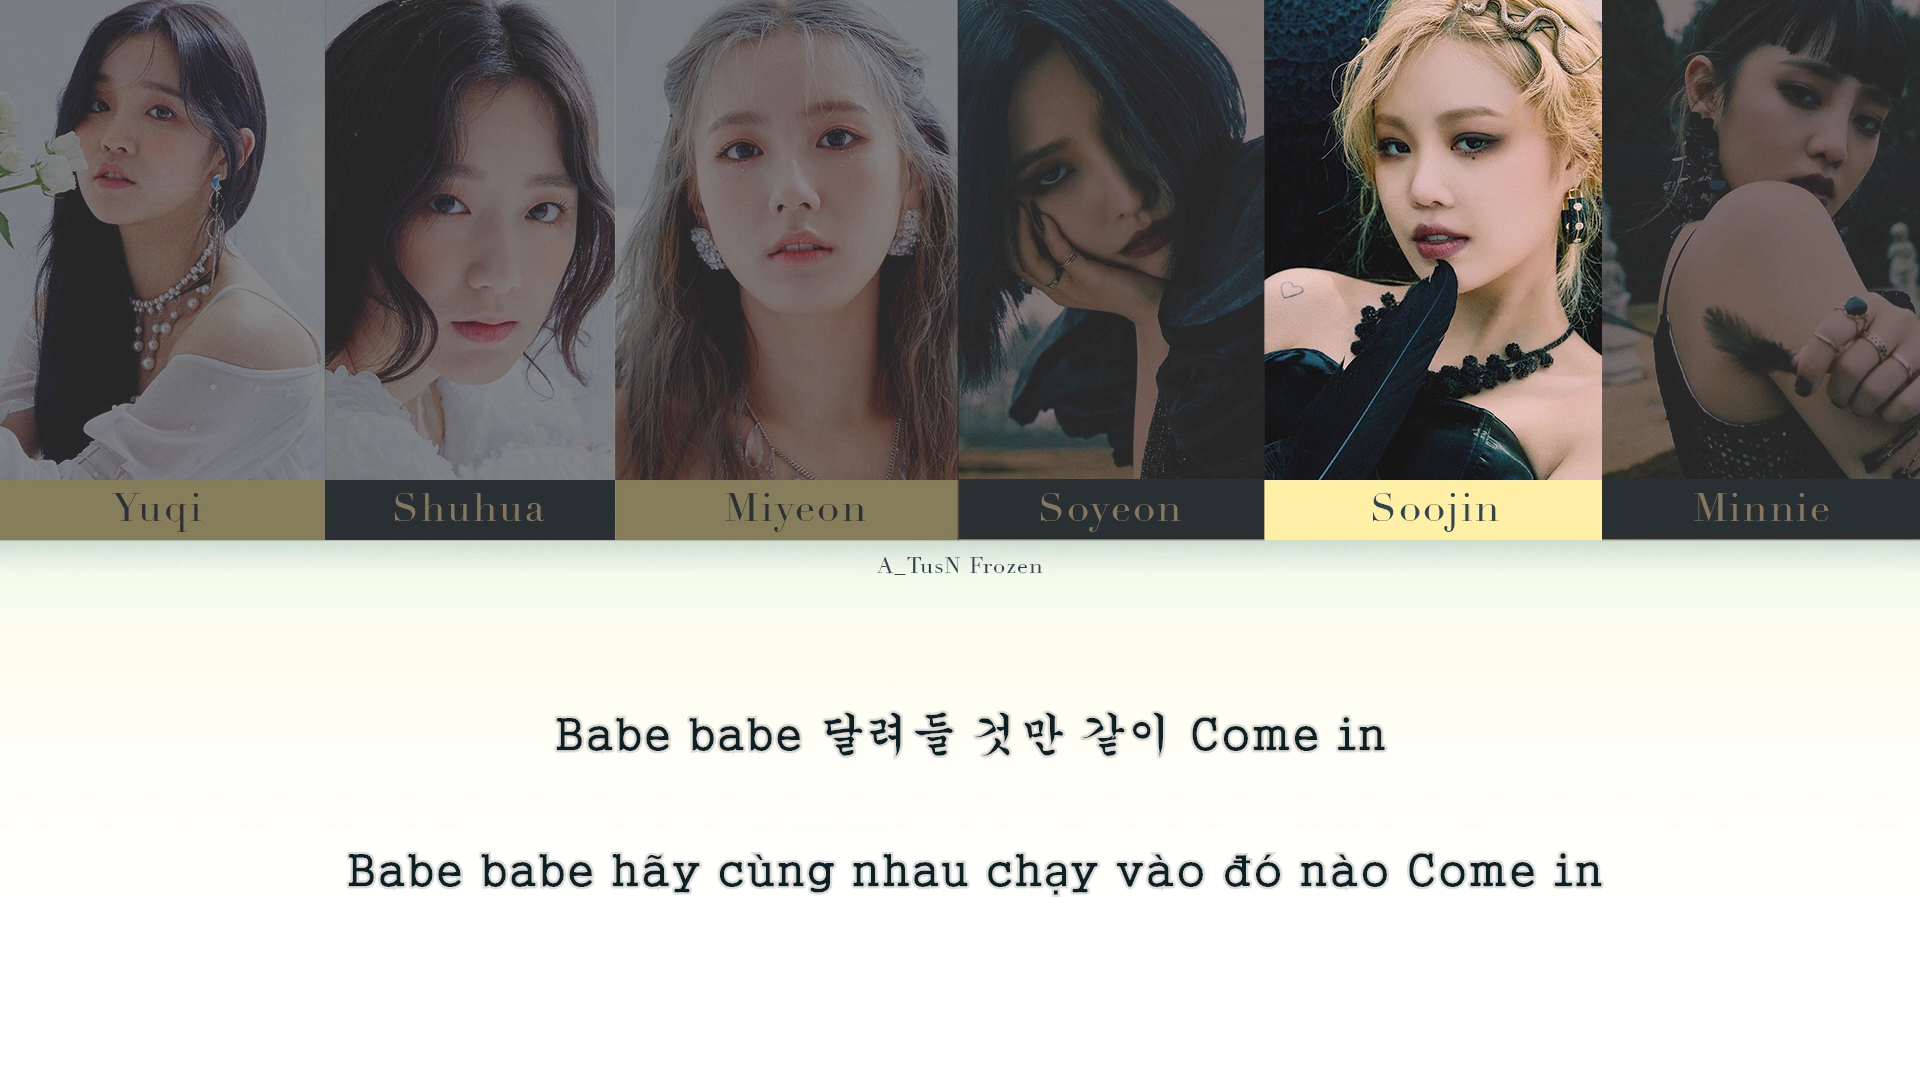 Yuqi Shuhua Miyeon Soyeon Soojin Minnie
A_TusN Frozen
Babe babe 달려들 것만 같이 Come in
Babe babe hãy cùng nhau chạy vào đó nào Come in